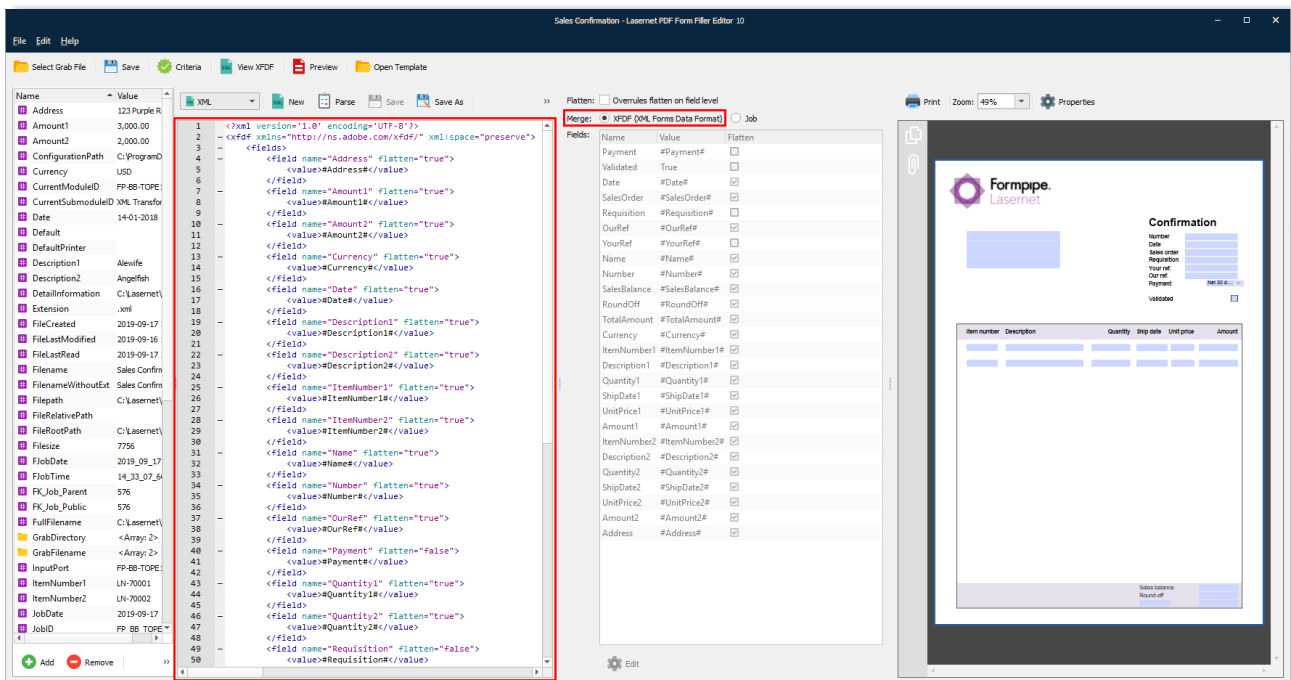 Sales Confirmation - Lasernet PDF Form Filler Editor 10
File Edit Help
Select Grab File Save Criteria View XFDF Preview Open Template
Name Value
Address 123 Purple R
Amount1 3,000.00
Amount2 2,000.00
ConfigurationPath C:\ProgramD
Currency USD
CurrentModuleID FP-BB-TOPE
CurrentSubmoduleID XML Transfor
Date 14-01-2018
Default
DefaultPrinter
Description1 Alewife
Description2 Angelfish
DetailInformation C:\Lasernet\
Extension .xml
FileCreated 2019-09-17
FileLastModified 2019-09-16
FileLastRead 2019-09-17
Filename Sales Confirm
FilenameWithoutExt Sales Confirm
Filepath C:\Lasernet\
FileRelativePath
FileRootPath C:\Lasernet\
Filesize 7756
FJobDate 2019_09_17
FJobTime 14_33_07_6
FK_Job_Parent 576
FK_Job_Public 576
FullFilename C:\Lasernet\
GrabDirectory <Array: 2>
GrabFilename <Array: 2>
InputPort FP-BB-TOPE
ItemNumber1 LN-70001
ItemNumber2 LN-70002
JobDate 2019-09-17
JobID FP BB TOPE
Add Remove »
XML New Parse Save Save As »
1 <?xml version='1.0' encoding='UTF-8'?>
2 <xfdf xmlns="http://ns.adobe.com/xfdf/" xml:space="preserve">
3 <fields>
4 <field name="Address" flatten="true">
5 <value>#Address#</value>
6 </field>
7 <field name="Amount1" flatten="true">
8 <value>#Amount1#</value>
9 </field>
10 <field name="Amount2" flatten="true">
11 <value>#Amount2#</value>
12 </field>
13 <field name="Currency" flatten="true">
14 <value>#Currency#</value>
15 </field>
16 <field name="Date" flatten="true">
17 <value>#Date#</value>
18 </field>
19 <field name="Description1" flatten="true">
20 <value>#Description1#</value>
21 </field>
22 <field name="Description2" flatten="true">
23 <value>#Description2#</value>
24 </field>
25 <field name="ItemNumber1" flatten="true">
26 <value>#ItemNumber1#</value>
27 </field>
28 <field name="ItemNumber2" flatten="true">
29 <value>#ItemNumber2#</value>
30 </field>
31 <field name="Name" flatten="true">
32 <value>#Name#</value>
33 </field>
34 <field name="Number" flatten="true">
35 <value>#Number#</value>
36 </field>
37 <field name="OurRef" flatten="true">
38 <value>#OurRef#</value>
39 </field>
40 <field name="Payment" flatten="false">
41 <value>#Payment#</value>
42 </field>
43 <field name="Quantity1" flatten="true">
44 <value>#Quantity1#</value>
45 </field>
46 <field name="Quantity2" flatten="true">
47 <value>#Quantity2#</value>
48 </field>
49 <field name="Requisition" flatten="false">
50 <value>#Requisition#</value>
Flatten: Overrules flatten on field level
Merge: XFDF (XML Forms Data Format) Job
Fields: Name Value Flatten
Payment #Payment#
Validated True
Date #Date#
SalesOrder #SalesOrder#
Requisition #Requisition#
OurRef #OurRef#
YourRef #YourRef#
Name #Name#
Number #Number#
SalesBalance #SalesBalance#
RoundOff #RoundOff#
TotalAmount #TotalAmount#
Currency #Currency#
ItemNumber1 #ItemNumber1#
Description1 #Description1#
Quantity1 #Quantity1#
ShipDate1 #ShipDate1#
UnitPrice1 #UnitPrice1#
Amount1 #Amount1#
ItemNumber2 #ItemNumber2#
Description2 #Description2#
Quantity2 #Quantity2#
ShipDate2 #ShipDate2#
UnitPrice2 #UnitPrice2#
Amount2 #Amount2#
Address #Address#
Edit
Print Zoom: 49% Properties
Formpipe.
Lasernet
Confirmation
Number
Date
Sales order
Requisition
Your ref.
Our ref.
Payment Net 30 d...
Validated
Item number Description Quantity Ship date Unit price Amount
Sales balance
Round-off